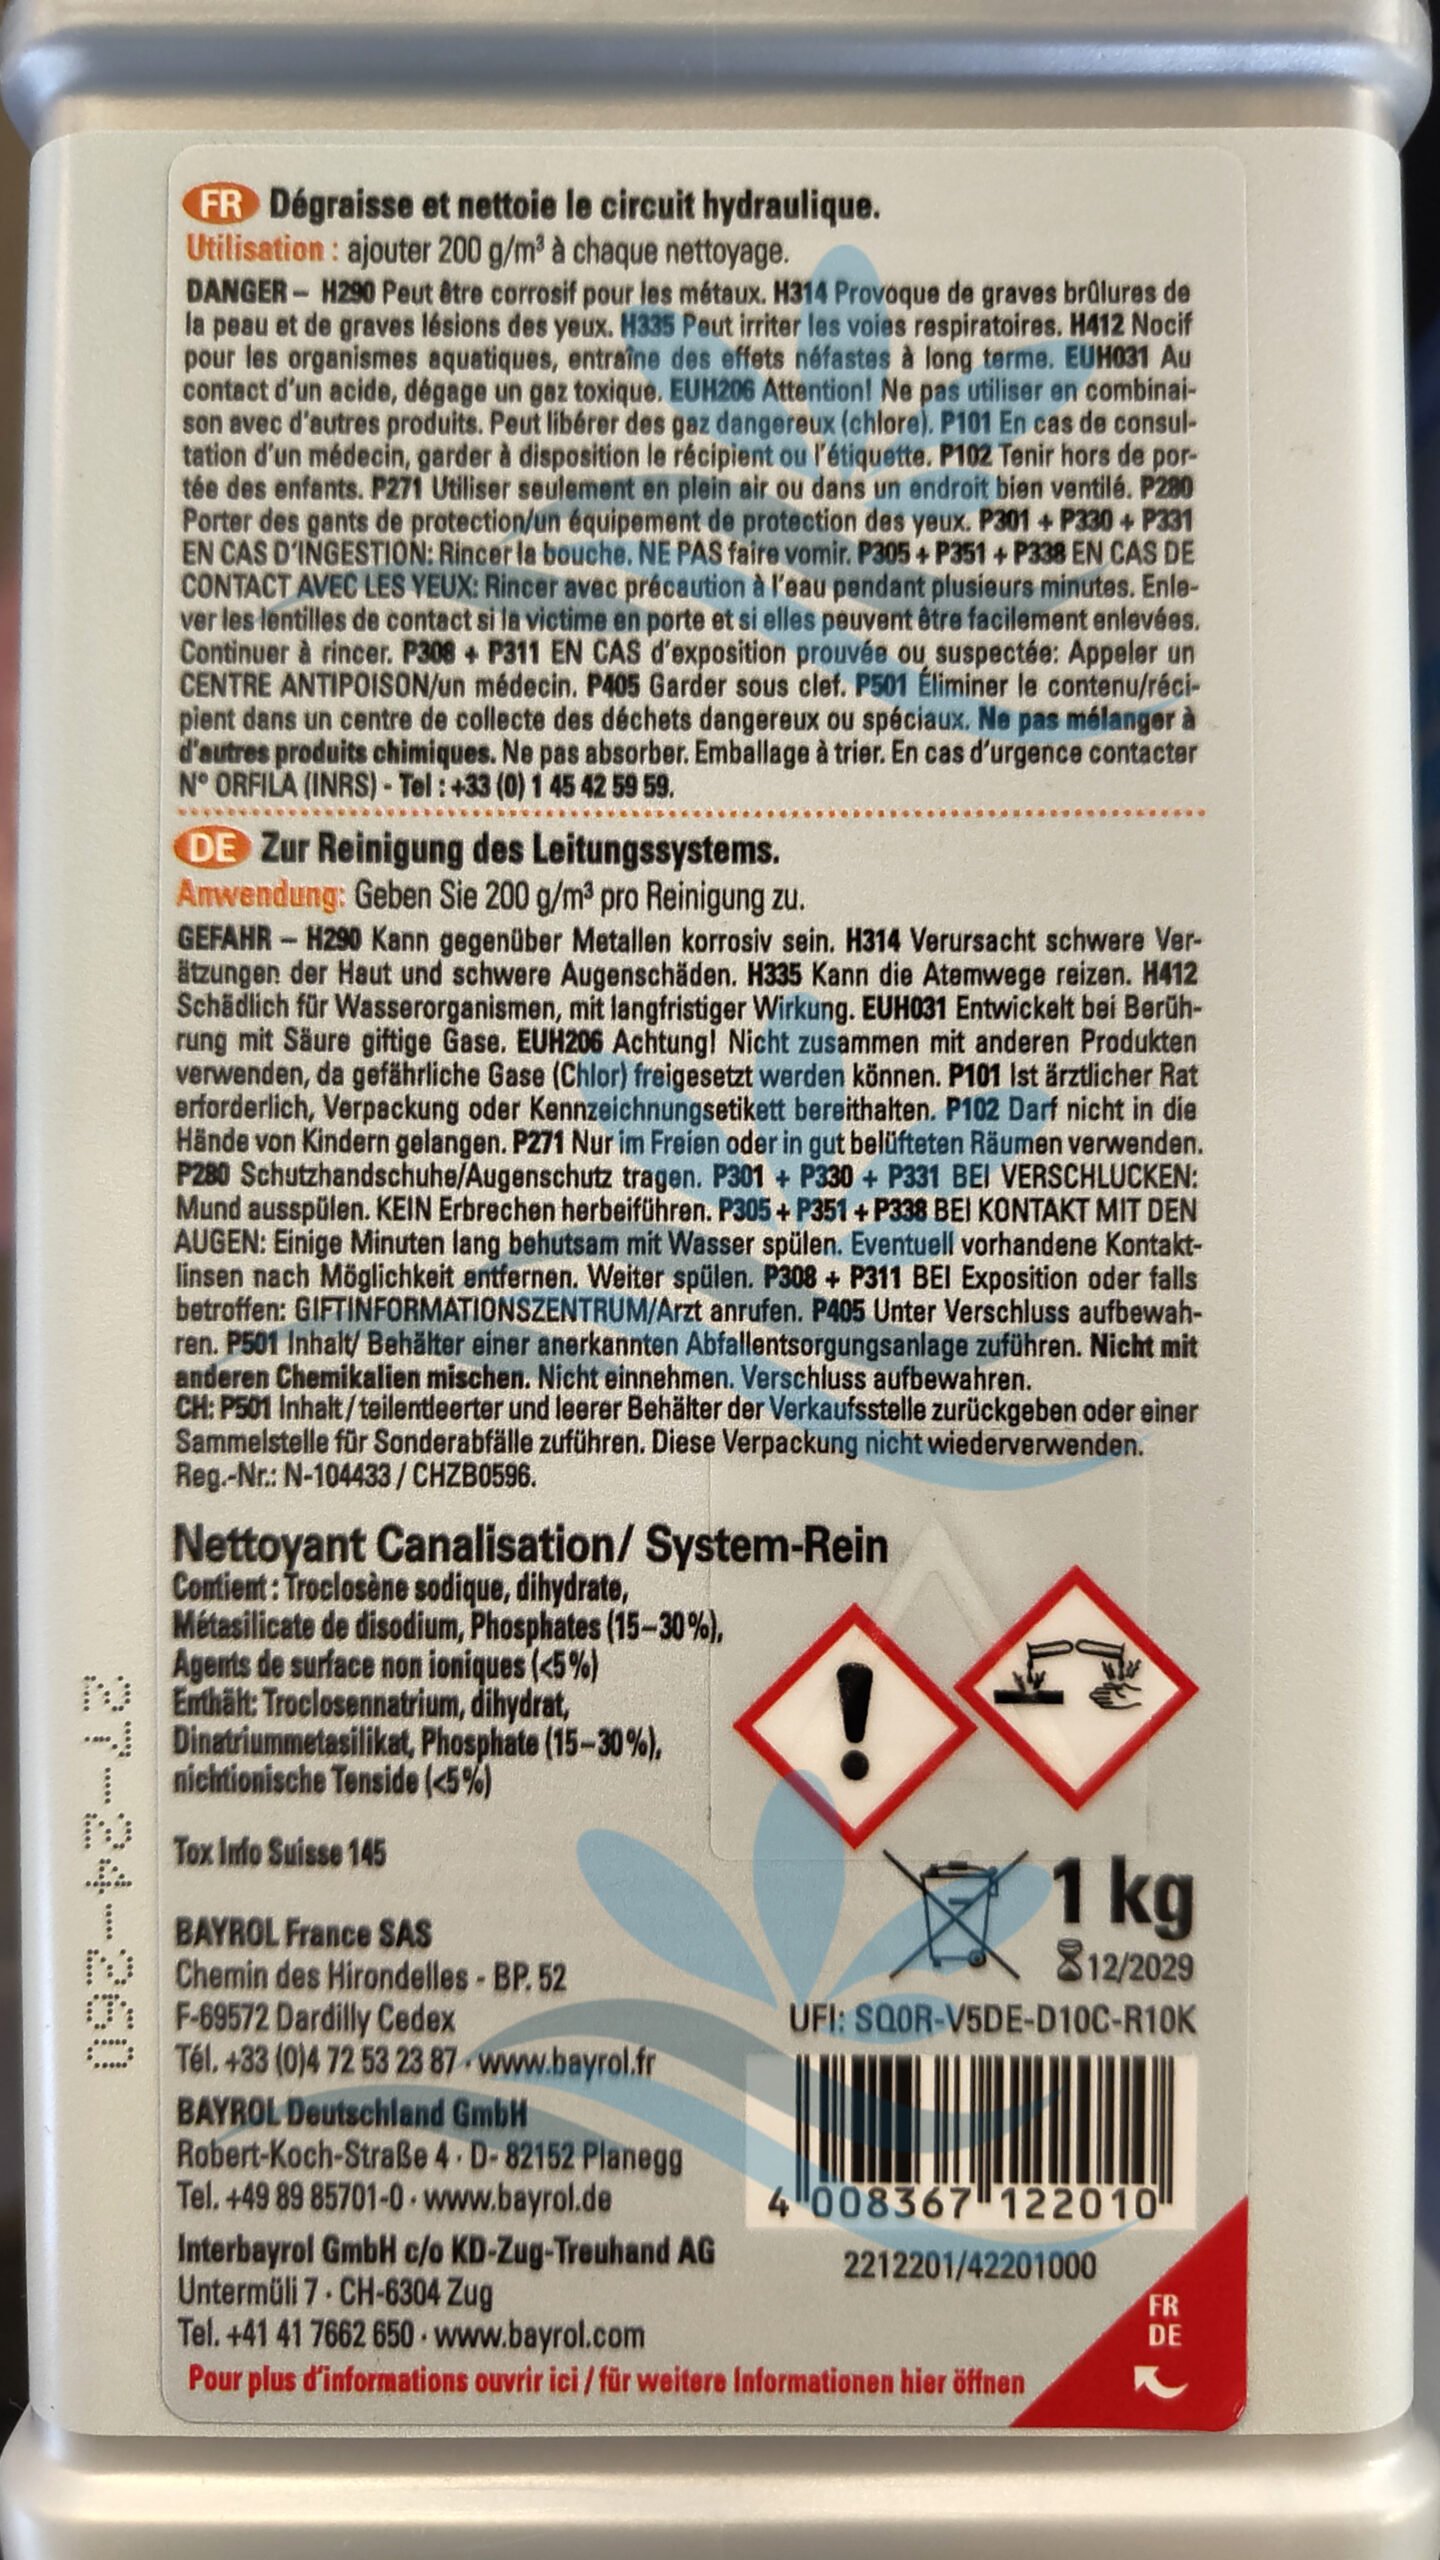 FR Dégraisse et nettoie le circuit hydraulique.
Utilisation : ajouter 200 g/m³ à chaque nettoyage.
DANGER – H290 Peut être corrosif pour les métaux. H314 Provoque de graves brûlures de
la peau et de graves lésions des yeux. H335 Peut irriter les voies respiratoires. H412 Nocif
pour les organismes aquatiques, entraîne des effets néfastes à long terme. EUH031 Au
contact d'un acide, dégage un gaz toxique. EUH206 Attention! Ne pas utiliser en combinai-
son avec d'autres produits. Peut libérer des gaz dangereux (chlore). P101 En cas de consul-
tation d'un médecin, garder à disposition le récipient ou l'étiquette. P102 Tenir hors de por-
tée des enfants. P271 Utiliser seulement en plein air ou dans un endroit bien ventilé. P280
Porter des gants de protection/un équipement de protection des yeux. P301 + P330 + P331
EN CAS D'INGESTION: Rincer la bouche. NE PAS faire vomir. P305 + P351 + P338 EN CAS DE
CONTACT AVEC LES YEUX: Rincer avec précaution à l'eau pendant plusieurs minutes. Enle-
ver les lentilles de contact si la victime en porte et si elles peuvent être facilement enlevées.
Continuer à rincer. P308 + P311 EN CAS d'exposition prouvée ou suspectée: Appeler un
CENTRE ANTIPOISON/un médecin. P405 Garder sous clef. P501 Éliminer le contenu/réci-
pient dans un centre de collecte des déchets dangereux ou spéciaux. Ne pas mélanger à
d'autres produits chimiques. Ne pas absorber. Emballage à trier. En cas d'urgence contacter
N° ORFILA (INRS) - Tel : +33 (0) 1 45 42 59 59.
DE Zur Reinigung des Leitungssystems.
Anwendung: Geben Sie 200 g/m³ pro Reinigung zu.
GEFAHR – H290 Kann gegenüber Metallen korrosiv sein. H314 Verursacht schwere Ver-
ätzungen der Haut und schwere Augenschäden. H335 Kann die Atemwege reizen. H412
Schädlich für Wasserorganismen, mit langfristiger Wirkung. EUH031 Entwickelt bei Berüh-
rung mit Säure giftige Gase. EUH206 Achtung! Nicht zusammen mit anderen Produkten
verwenden, da gefährliche Gase (Chlor) freigesetzt werden können. P101 Ist ärztlicher Rat
erforderlich, Verpackung oder Kennzeichnungsetikett bereithalten. P102 Darf nicht in die
Hände von Kindern gelangen. P271 Nur im Freien oder in gut belüfteten Räumen verwenden.
P280 Schutzhandschuhe/Augenschutz tragen. P301 + P330 + P331 BEI VERSCHLUCKEN:
Mund ausspülen. KEIN Erbrechen herbeiführen. P305 + P351 + P338 BEI KONTAKT MIT DEN
AUGEN: Einige Minuten lang behutsam mit Wasser spülen. Eventuell vorhandene Kontakt-
linsen nach Möglichkeit entfernen. Weiter spülen. P308 + P311 BEI Exposition oder falls
betroffen: GIFTINFORMATIONSZENTRUM/Arzt anrufen. P405 Unter Verschluss aufbewah-
ren. P501 Inhalt/ Behälter einer anerkannten Abfallentsorgungsanlage zuführen. Nicht mit
anderen Chemikalien mischen. Nicht einnehmen. Verschluss aufbewahren.
CH: P501 Inhalt / teilentleerter und leerer Behälter der Verkaufsstelle zurückgeben oder einer
Sammelstelle für Sonderabfälle zuführen. Diese Verpackung nicht wiederverwenden.
Reg.-Nr.: N-104433 / CHZB0596.
Nettoyant Canalisation/ System-Rein
Contient : Troclosène sodique, dihydrate,
Métasilicate de disodium, Phosphates (15–30%),
Agents de surface non ioniques (<5%)
Enthält: Troclosennatrium, dihydrat,
Dinatriummetasilikat, Phosphate (15–30%),
nichtionische Tenside (<5%)
Tox Info Suisse 145
BAYROL France SAS
Chemin des Hirondelles - BP. 52
F-69572 Dardilly Cedex
Tél. +33 (0)4 72 53 23 87 · www.bayrol.fr
BAYROL Deutschland GmbH
Robert-Koch-Straße 4 · D- 82152 Planegg
Tel. +49 89 85701-0 · www.bayrol.de
Interbayrol GmbH c/o KD-Zug-Treuhand AG
Untermüli 7 · CH-6304 Zug
Tel. +41 41 7662 650 · www.bayrol.com
Pour plus d'informations ouvrir ici / für weitere Informationen hier öffnen
1 kg
12/2029
UFI: SQ0R-V5DE-D10C-R10K
4 008367 122010
2212201/42201000
FR
DE